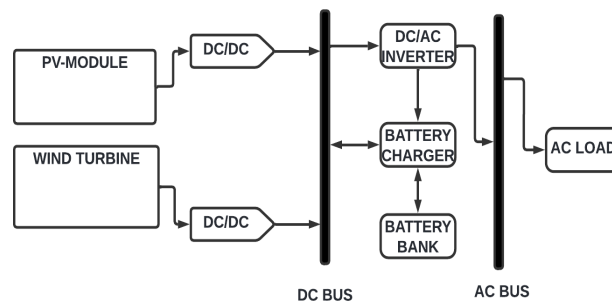 PV-MODULE
DC/DC
DC/AC
INVERTER
BATTERY
CHARGER
AC LOAD
WIND TURBINE
DC/DC
BATTERY
BANK
DC BUS
AC BUS